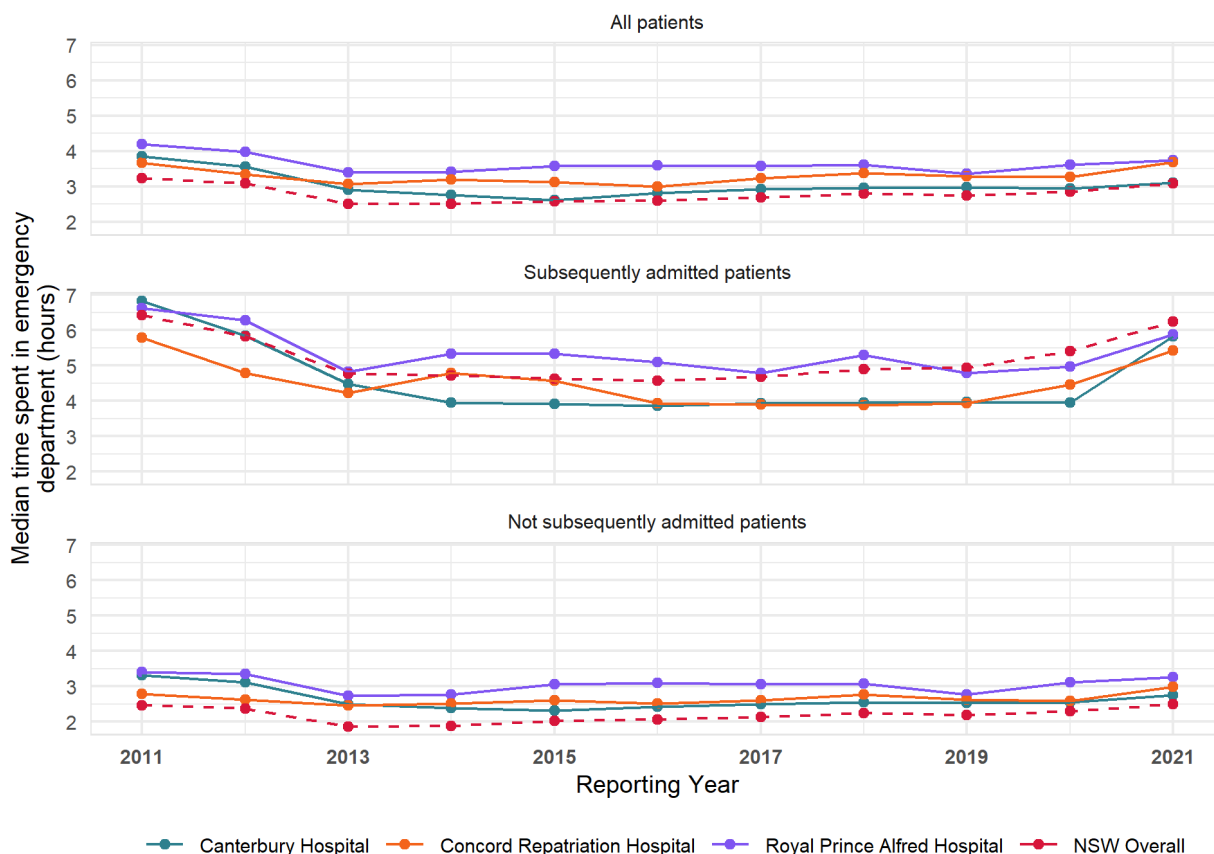 All patients
7
6
5
4
3
2
Subsequently admitted patients
7
6
5
4
3
2
Not subsequently admitted patients
7
6
5
4
3
2
Median time spent in emergency
department (hours)
2011 2013 2015 2017 2019 2021
Reporting Year
Canterbury Hospital Concord Repatriation Hospital Royal Prince Alfred Hospital NSW Overall